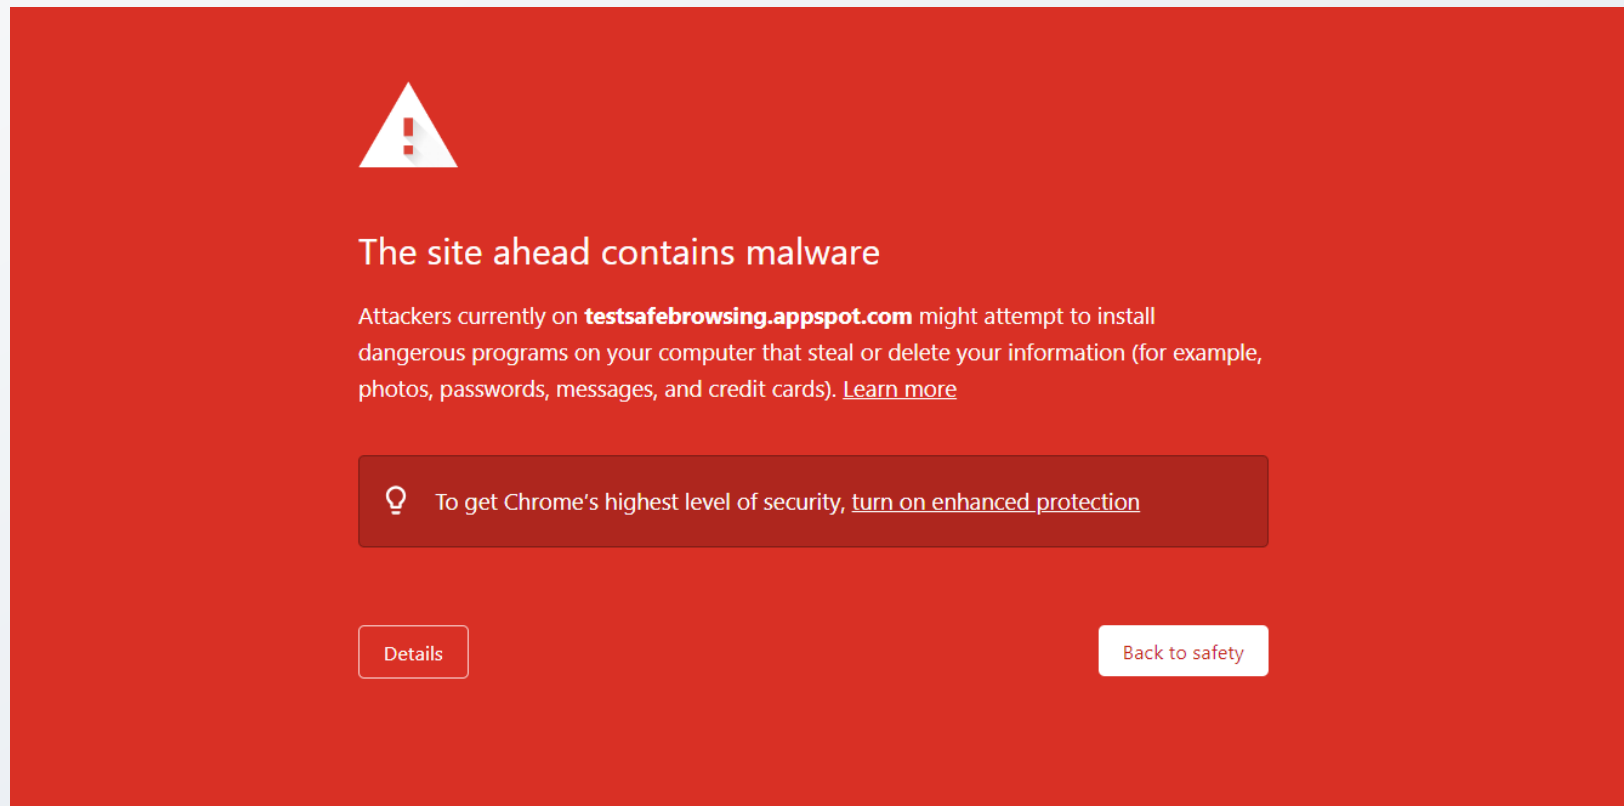 The site ahead contains malware
Attackers currently on testsafebrowsing.appspot.com might attempt to install
dangerous programs on your computer that steal or delete your information (for example,
photos, passwords, messages, and credit cards). Learn more
To get Chrome's highest level of security, turn on enhanced protection
Details
Back to safety